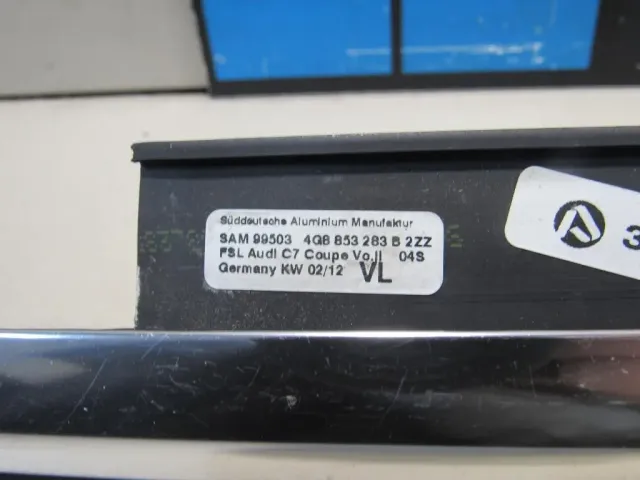 Süddeutsche Aluminium Manufaktur
SAM 99503 4G8 853 283 B 2ZZ
FSL Audi C7 Coupe Vo.li 04S
Germany KW 02/12 VL
3